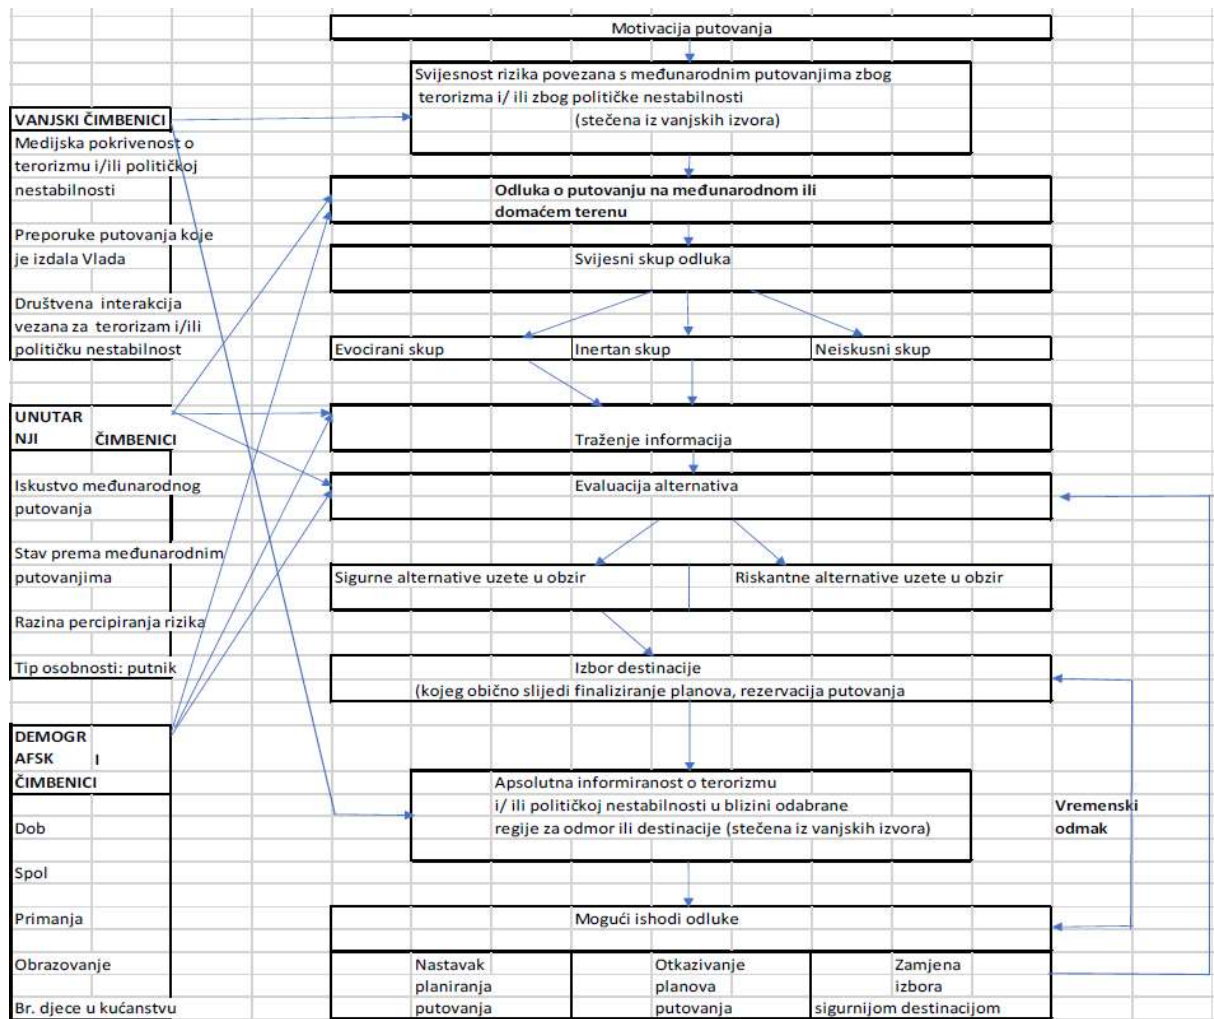 Motivacija putovanja
Svijesnost rizika povezana s međunarodnim putovanjima zbog
terorizma i/ ili zbog političke nestabilnosti
(stečena iz vanjskih izvora)
VANJSKI ČIMBENICI
Medijska pokrivenost o
terorizmu i/ili političkoj
nestabilnosti
Preporuke putovanja koje
je izdala Vlada
Društvena interakcija
vezana za terorizam i/ili
političku nestabilnost
Odluka o putovanju na međunarodnom ili
domaćem terenu
Svijesni skup odluka
Evocirani skup
Inertan skup
Neiskusni skup
UNUTAR
NJI ČIMBENICI
Iskustvo međunarodnog
putovanja
Stav prema međunarodnim
putovanjima
Razina percipiranja rizika
Tip osobnosti: putnik
Traženje informacija
Evaluacija alternativa
Sigurne alternative uzete u obzir
Riskantne alternative uzete u obzir
Izbor destinacije
(kojeg obično slijedi finaliziranje planova, rezervacija putovanja
DEMOGR
AFSK I
ČIMBENICI
Dob
Spol
Primanja
Obrazovanje
Br. djece u kućanstvu
Apsolutna informiranost o terorizmu
i/ ili političkoj nestabilnosti u blizini odabrane
regije za odmor ili destinacije (stečena iz vanjskih izvora)
Vremenski
odmak
Mogući ishodi odluke
Nastavak
planiranja
putovanja
Otkazivanje
planova
putovanja
Zamjena
izbora
sigurnijom destinacijom